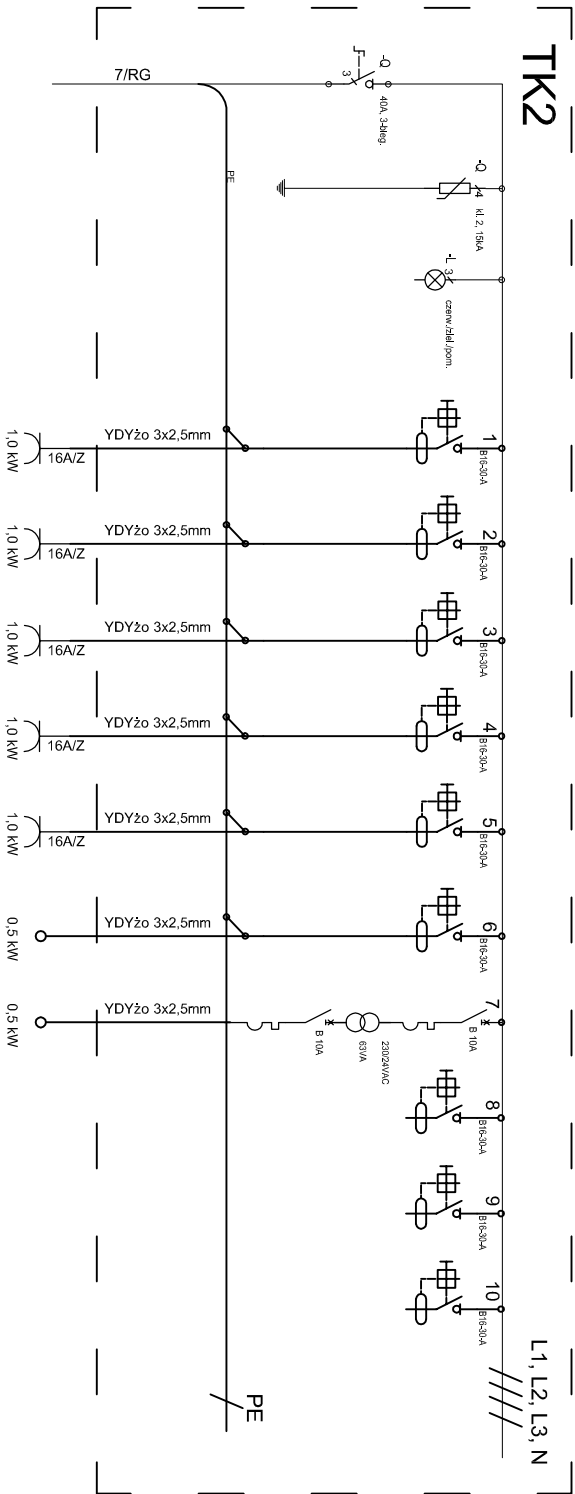 TK2
7/RG
-Q
3
40A, 3-bieg.
PE
-Q
4
kl. 2, 15kA
-L
3
czerw./ziel./pom.
1
B16-30-A
YDYżo 3x2,5mm
16A/Z
1,0 kW
2
B16-30-A
YDYżo 3x2,5mm
16A/Z
1,0 kW
3
B16-30-A
YDYżo 3x2,5mm
16A/Z
1,0 kW
4
B16-30-A
YDYżo 3x2,5mm
16A/Z
1,0 kW
5
B16-30-A
YDYżo 3x2,5mm
16A/Z
1,0 kW
6
B16-30-A
YDYżo 3x2,5mm
0,5 kW
7
B 10A
230/24VAC
63VA
B 10A
YDYżo 3x2,5mm
0,5 kW
8
B16-30-A
9
B16-30-A
10
B16-30-A
L1, L2, L3, N
PE